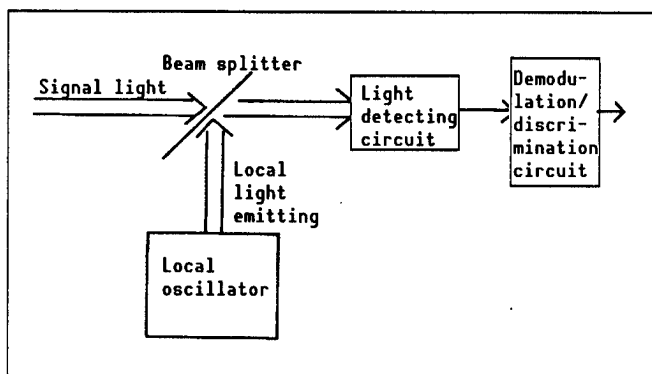 Beam splitter
Signal light
Light
detecting
circuit
Demodu-
lation/
discri-
mination
circuit
Local
light
emitting
Local
oscillator